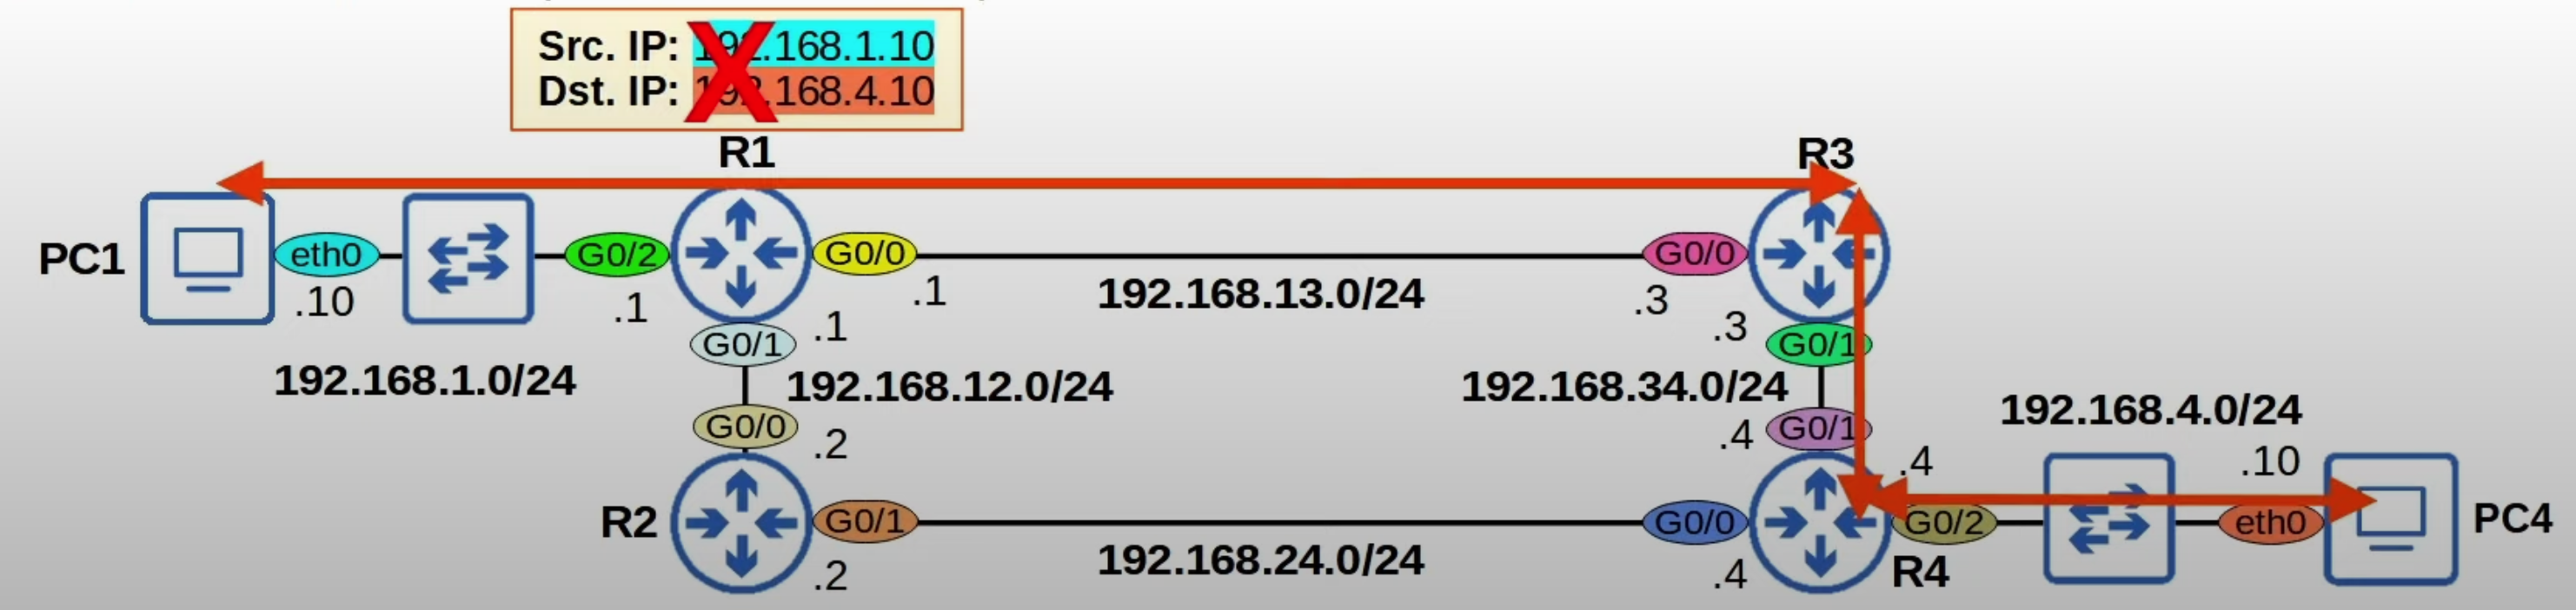 Src. IP: 192.168.1.10
Dst. IP: 192.168.4.10
R1
R3
PC1
eth0
.10
G0/2
.1
G0/0
.1
192.168.13.0/24
G0/0
.3
.3
G0/1
.1
G0/1
192.168.1.0/24
192.168.12.0/24
192.168.34.0/24
192.168.4.0/24
G0/0
.2
.4
G0/1
.4
.10
R2
G0/1
.2
192.168.24.0/24
G0/0
.4
G0/2
R4
eth0
PC4